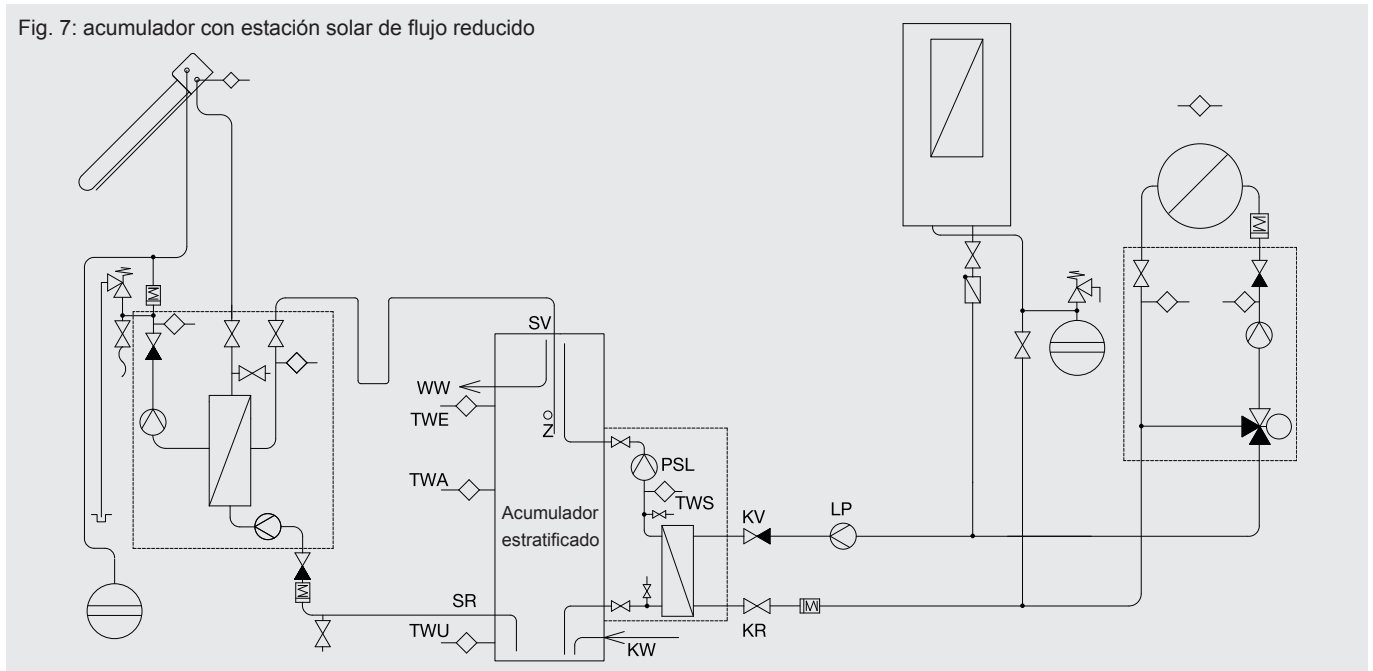 Fig. 7: acumulador con estación solar de flujo reducido
SV
WW
TWE
Z
PSL
TWA
TWS
Acumulador
estratificado
KV
LP
SR
TWU
KW
KR